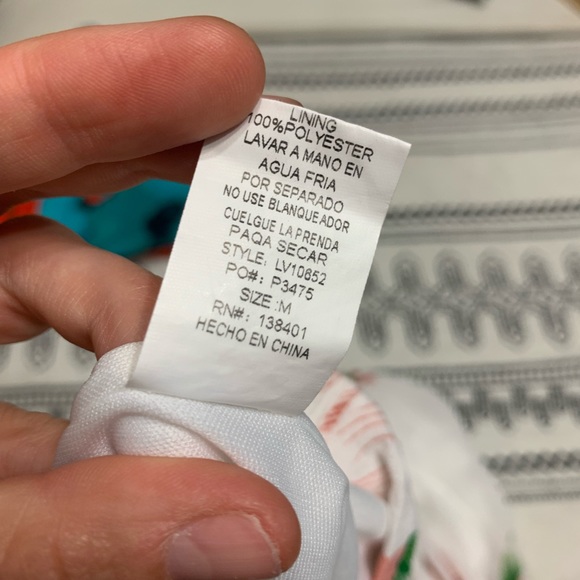 LINING
100%POLYESTER
LAVAR A MANO EN
AGUA FRIA
POR SEPARADO
NO USE BLANQUEADOR
CUELGUE LA PRENDA
PAQA SECAR
STYLE: LV10652
PO#: P3475
SIZE :M
RN#: 138401
HECHO EN CHINA